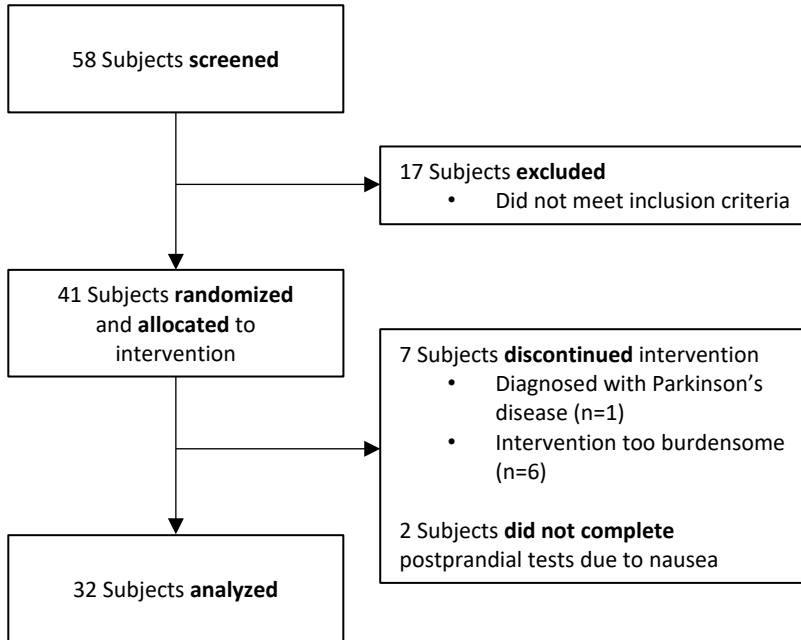 58 Subjects screened
17 Subjects excluded
• Did not meet inclusion criteria
41 Subjects randomized
and allocated to
intervention
7 Subjects discontinued intervention
• Diagnosed with Parkinson’s
disease (n=1)
• Intervention too burdensome
(n=6)
2 Subjects did not complete
postprandial tests due to nausea
32 Subjects analyzed